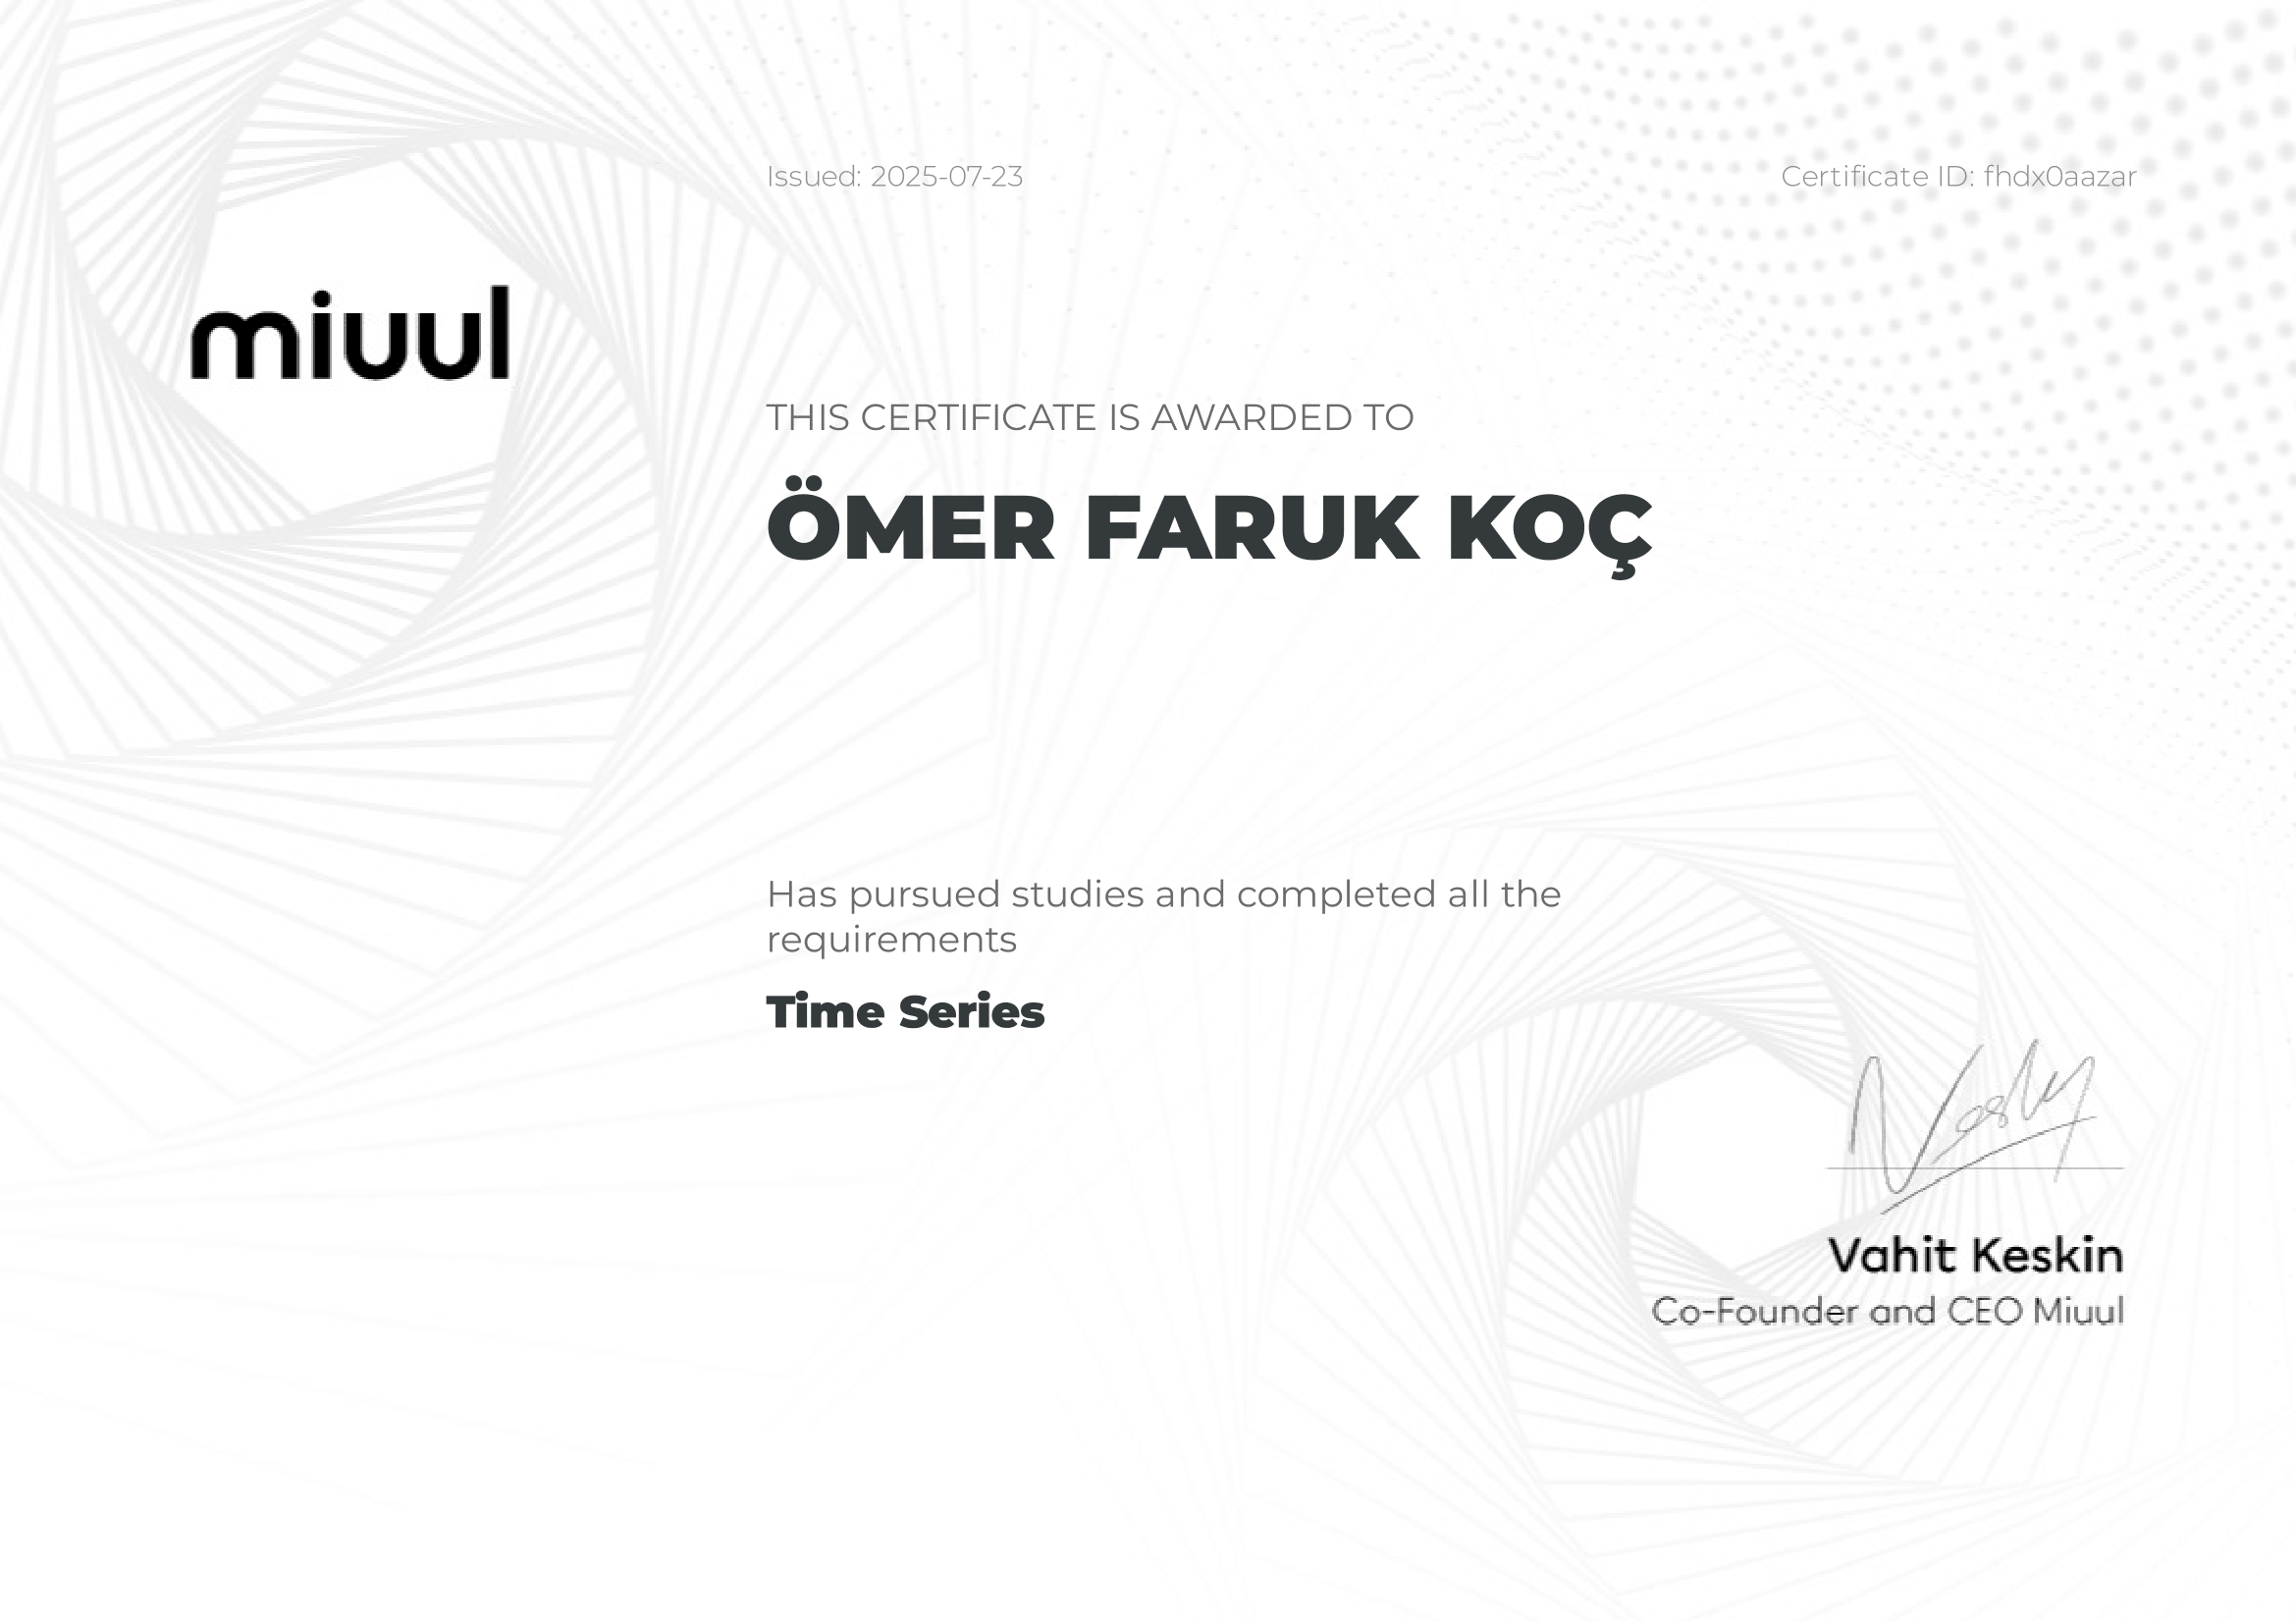 Issued: 2025-07-23
Certificate ID: fhdx0aazar
miuul
THIS CERTIFICATE IS AWARDED TO
ÖMER FARUK KOÇ
Has pursued studies and completed all the
requirements
Time Series
Vahit Keskin
Co-Founder and CEO Miuul